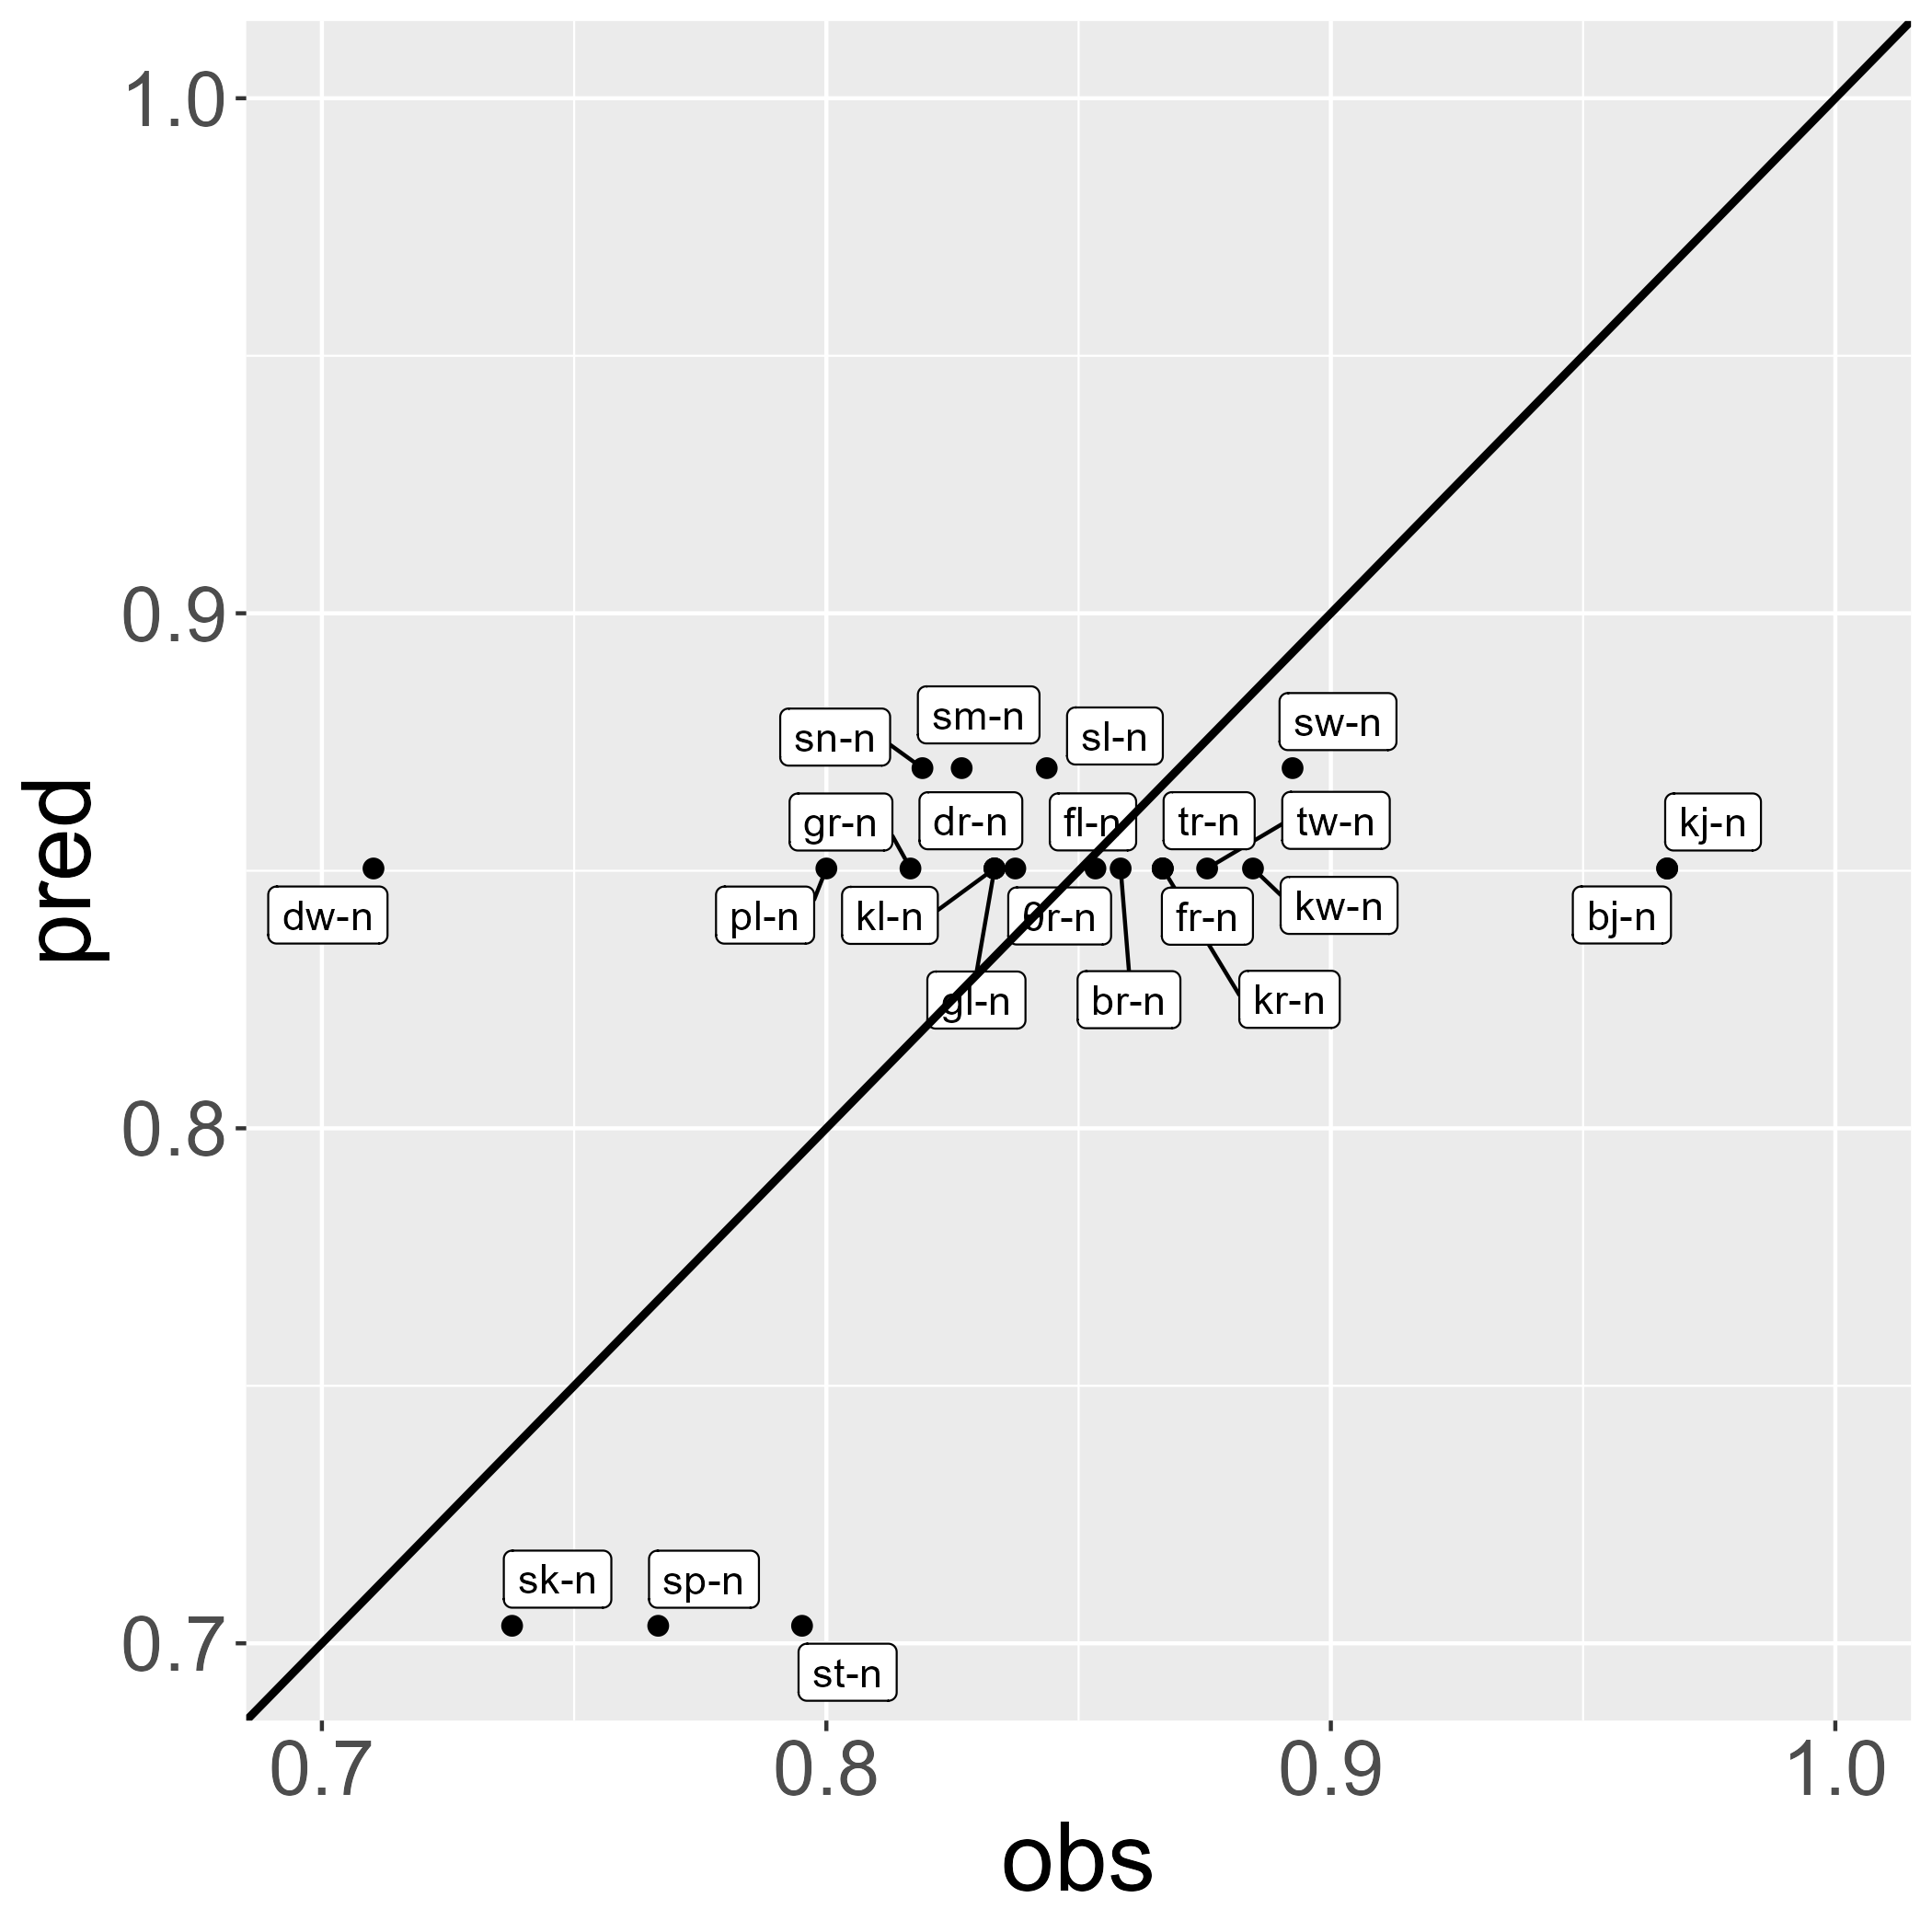 1.0
0.9
0.8
0.7
pred
sn-n
sm-n
sl-n
sw-n
gr-n
dr-n
fl-n
tr-n
tw-n
kj-n
dw-n
pl-n
kl-n
θr-n
fr-n
kw-n
bj-n
gl-n
br-n
kr-n
sk-n
sp-n
st-n
0.7
0.8
0.9
1.0
obs